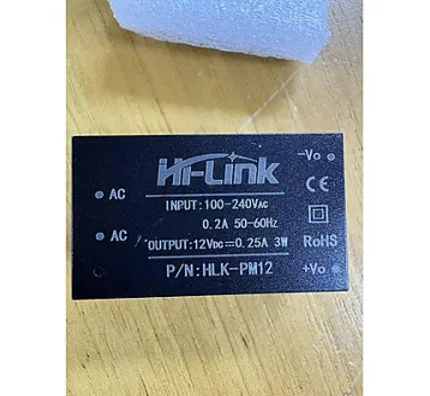 Hi-Link
-Vo
AC
INPUT:100-240VAC
CE
0.2A 50-60Hz
AC
OUTPUT:12VDC⎓0.25A 3W
RoHS
P/N:HLK-PM12
+Vo